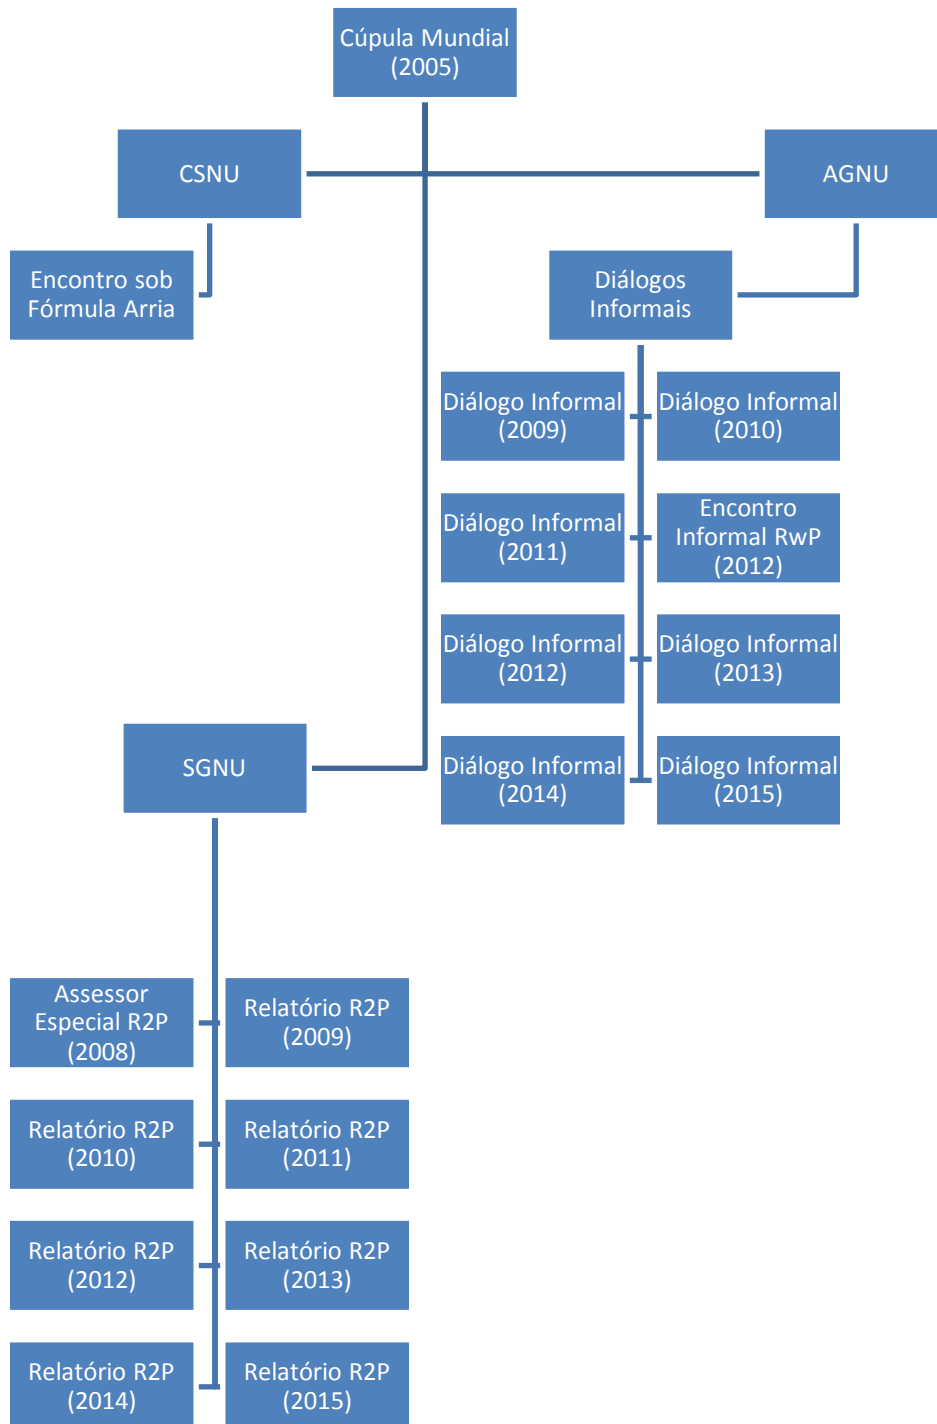 Cúpula Mundial
(2005)
CSNU
AGNU
Encontro sob
Fórmula Arria
Diálogos
Informais
Diálogo Informal
(2009)
Diálogo Informal
(2010)
Diálogo Informal
(2011)
Encontro
Informal RwP
(2012)
Diálogo Informal
(2012)
Diálogo Informal
(2013)
SGNU
Diálogo Informal
(2014)
Diálogo Informal
(2015)
Assessor
Especial R2P
(2008)
Relatório R2P
(2009)
Relatório R2P
(2010)
Relatório R2P
(2011)
Relatório R2P
(2012)
Relatório R2P
(2013)
Relatório R2P
(2014)
Relatório R2P
(2015)